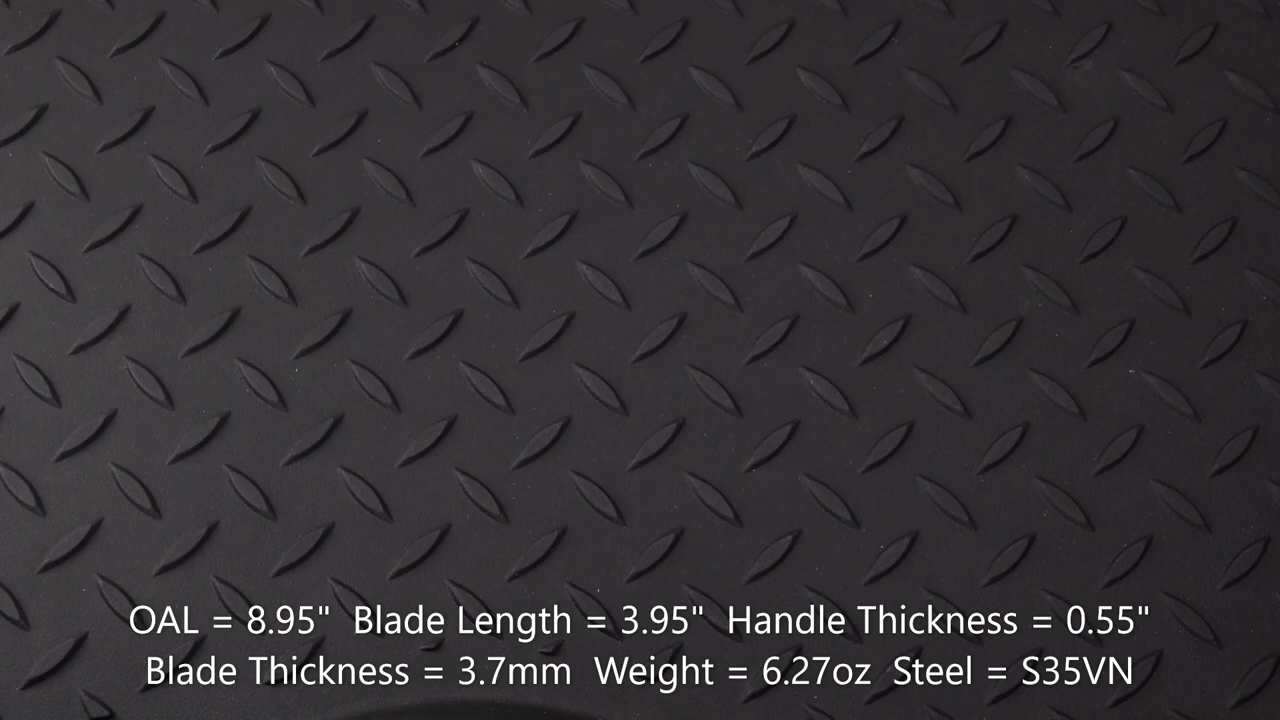 OAL = 8.95" Blade Length = 3.95" Handle Thickness = 0.55"
Blade Thickness = 3.7mm Weight = 6.27oz Steel = S35VN